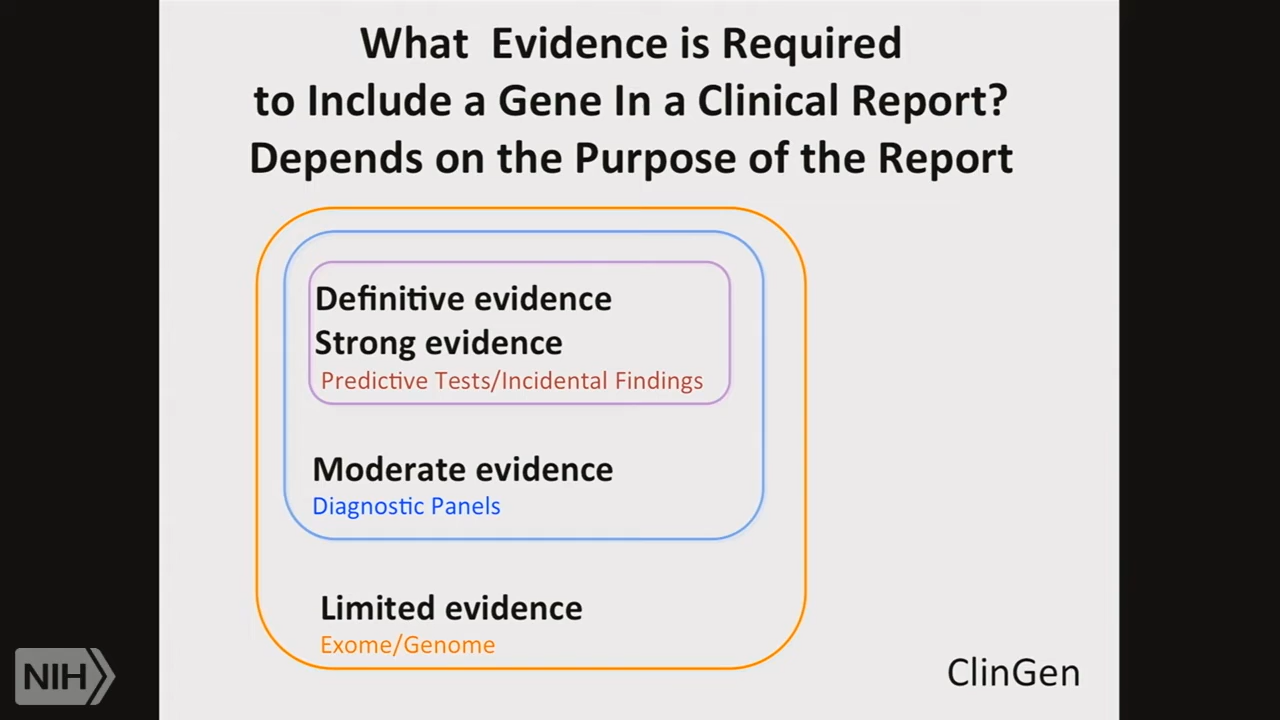 What Evidence is Required
to Include a Gene In a Clinical Report?
Depends on the Purpose of the Report
Definitive evidence
Strong evidence
Predictive Tests/Incidental Findings
Moderate evidence
Diagnostic Panels
Limited evidence
Exome/Genome
NIH
ClinGen